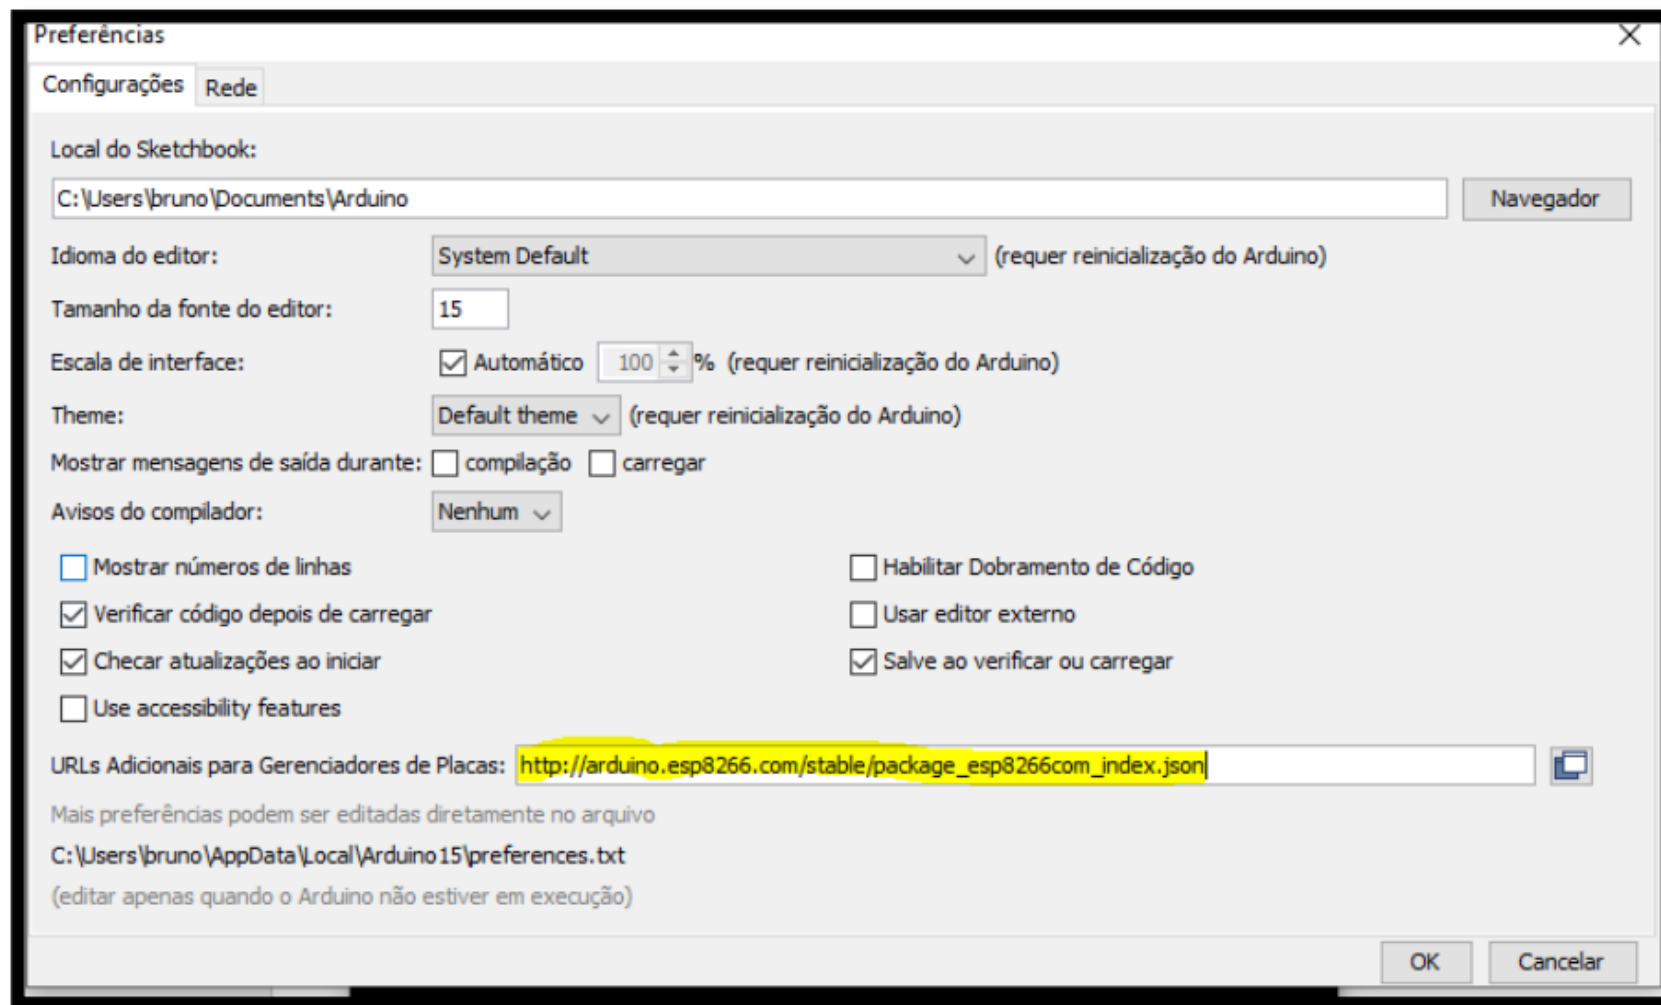 Preferências
Configurações Rede
Local do Sketchbook:
C:\Users\bruno\Documents\Arduino Navegador
Idioma do editor: System Default (requer reinicialização do Arduino)
Tamanho da fonte do editor: 15
Escala de interface: Automático 100 % (requer reinicialização do Arduino)
Theme: Default theme (requer reinicialização do Arduino)
Mostrar mensagens de saída durante: compilação carregar
Avisos do compilador: Nenhum
Mostrar números de linhas Habilitar Dobramento de Código
Verificar código depois de carregar Usar editor externo
Checar atualizações ao iniciar Salve ao verificar ou carregar
Use accessibility features
URLs Adicionais para Gerenciadores de Placas: http://arduino.esp8266.com/stable/package_esp8266com_index.json
Mais preferências podem ser editadas diretamente no arquivo
C:\Users\bruno\AppData\Local\Arduino15\preferences.txt
(editar apenas quando o Arduino não estiver em execução)
OK Cancelar